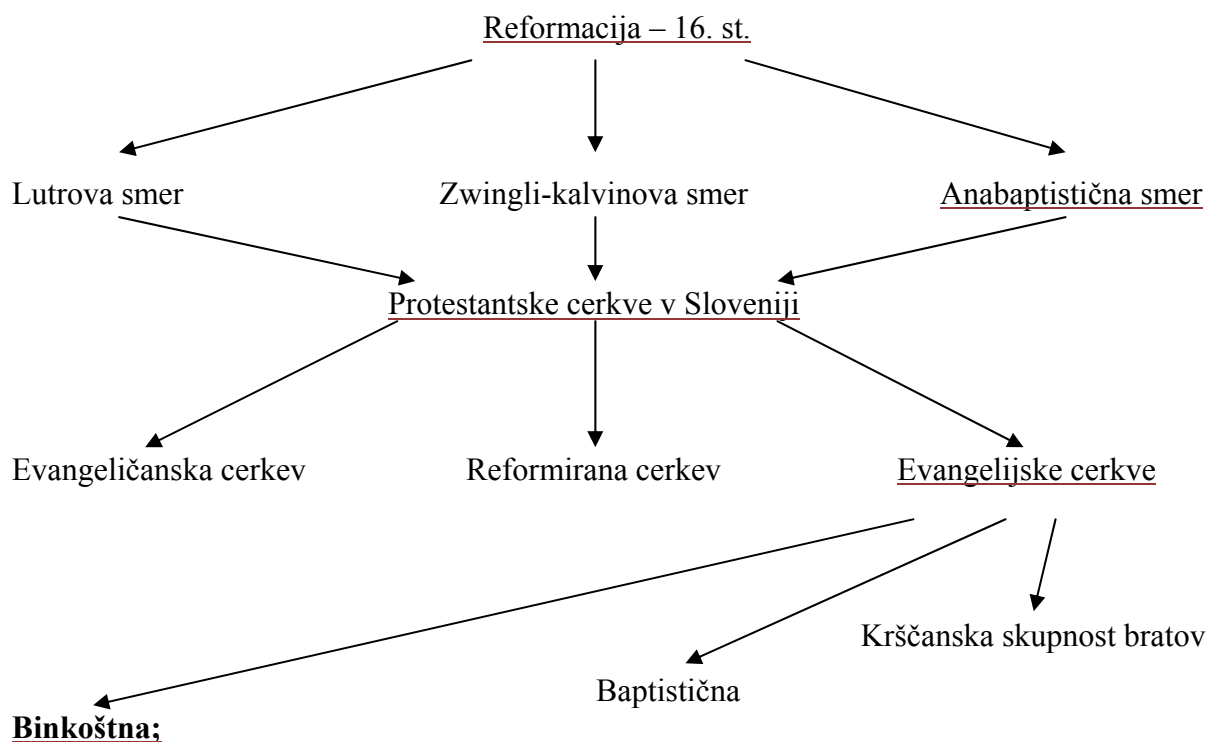 Reformacija – 16. st.
Lutrova smer
Zwingli-kalvinova smer
Anabaptistična smer
Protestantske cerkve v Sloveniji
Evangeličanska cerkev
Reformirana cerkev
Evangelijske cerkve
Krščanska skupnost bratov
Baptistična
Binkoštna;